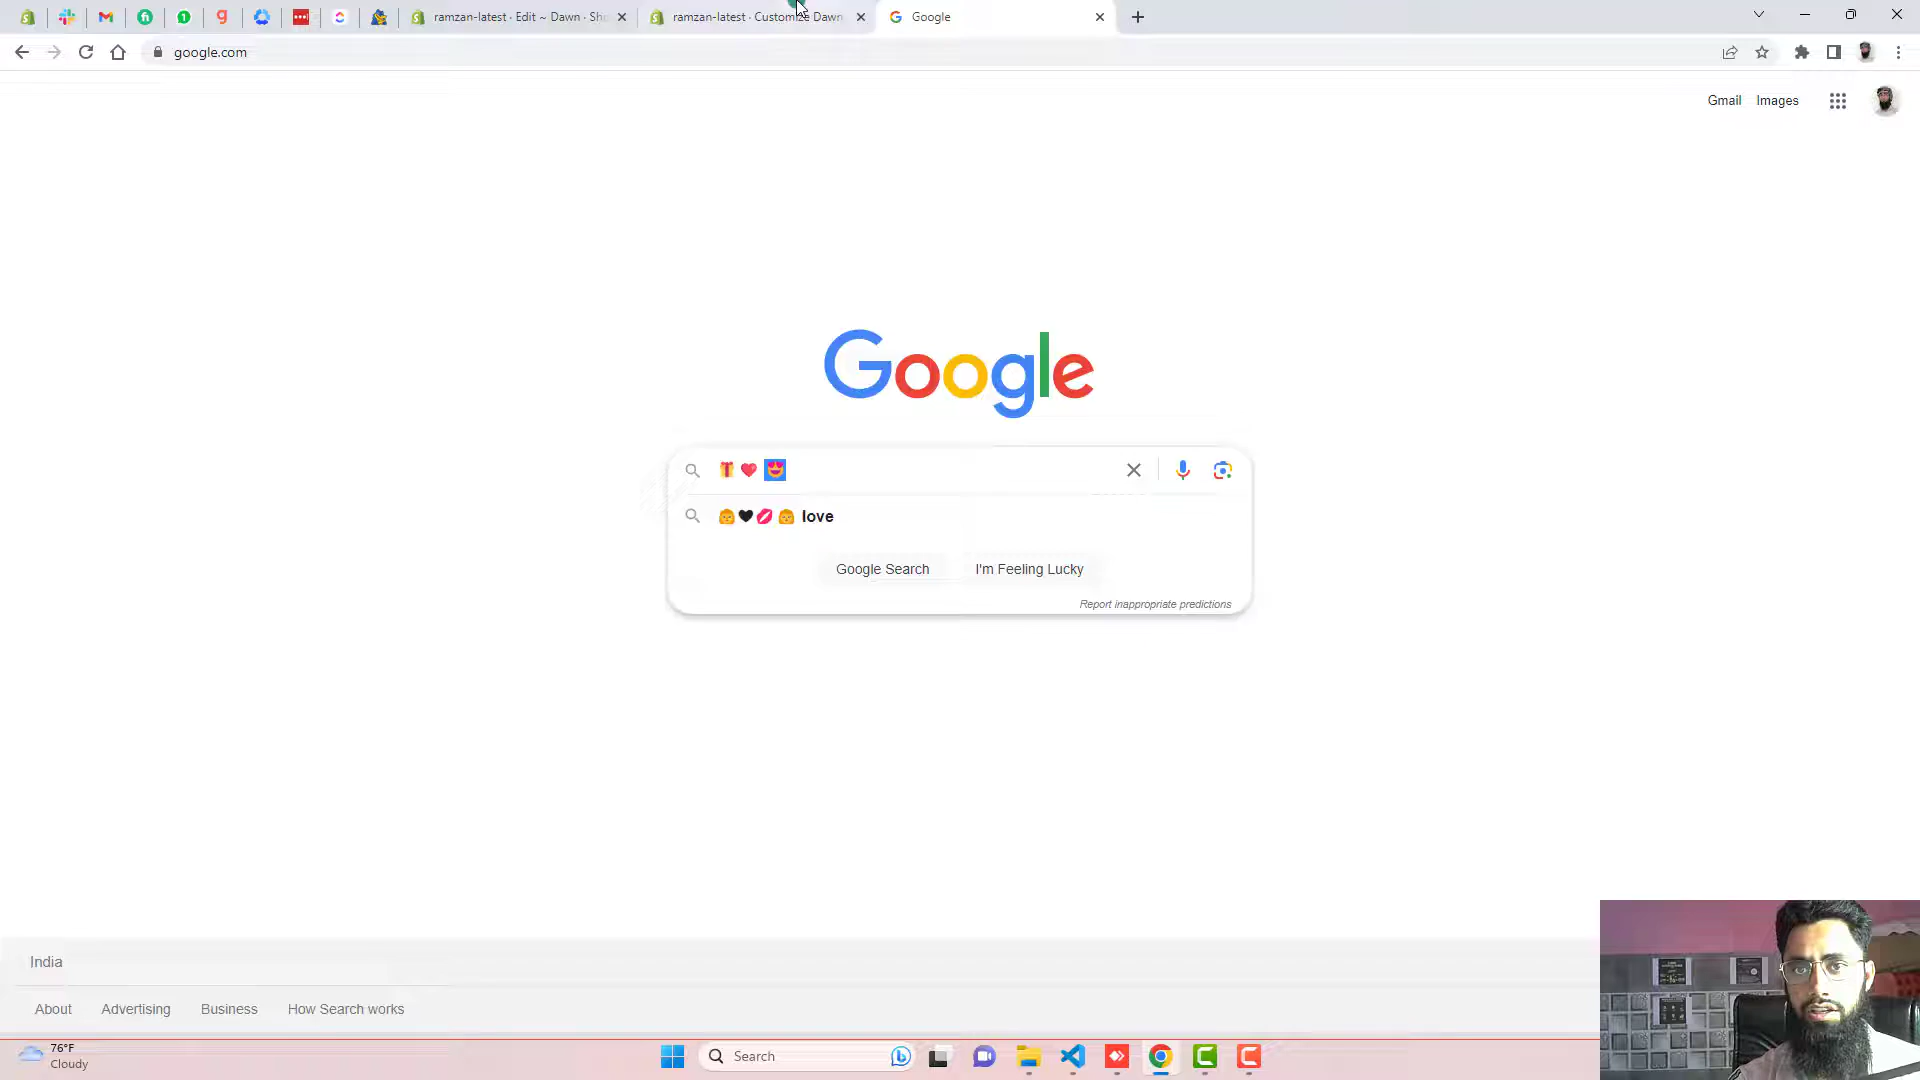 ramzan-latest · Edit ~ Dawn · Sh
ramzan-latest · Customize Dawn
Google
google.com
Gmail
Images
Google
🎁 ❤️ 😍
👩🖤💋 👩 love
Google Search
I'm Feeling Lucky
Report inappropriate predictions
India
About
Advertising
Business
How Search works
76°F
Cloudy
Search